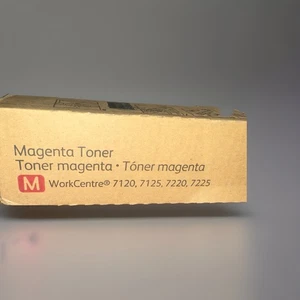 Magenta Toner
Toner magenta • Tóner magenta
M WorkCentre® 7120, 7125, 7220, 7225